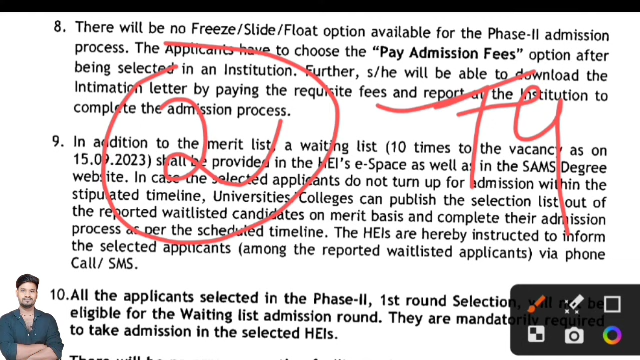 8. There will be no Freeze/Slide/Float option available for the Phase-II admission
process. The Applicants have to choose the “Pay Admission Fees” option after
being selected in an Institution. Further, s/he will be able to download the
Intimation letter by paying the requisite fees and report at the Institution to
complete the admission process.
9. In addition to the merit list, a waiting list (10 times to the vacancy as on
15.09.2023) shall be provided in the HEI's e-Space as well as in the SAMS Degree
website. In case the selected applicants do not turn up for admission within the
stipulated timeline, Universities/Colleges can publish the selection list out of
the reported waitlisted candidates on merit basis and complete their admission
process as per the scheduled timeline. The HEIs are hereby instructed to inform
the selected applicants (among the reported waitlisted applicants) via phone
Call/ SMS.
10. All the applicants selected in the Phase-II, 1st round Selection, will not be
eligible for the Waiting list admission round. They are mandatorily required
to take admission in the selected HEIs.